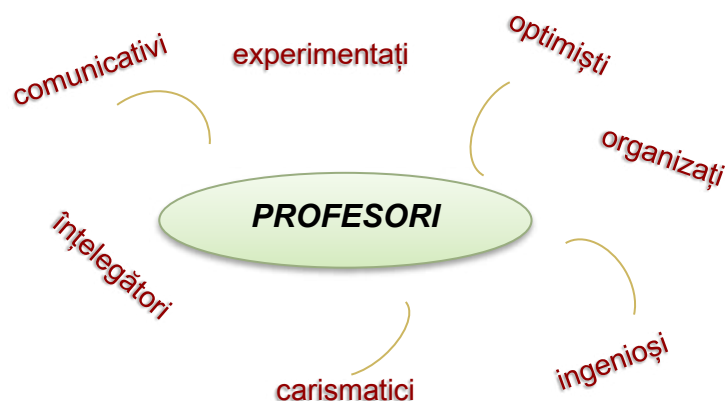 comunicativi
experimentați
optimiști
organizați
PROFESORI
înțelegători
ingenioși
carismatici